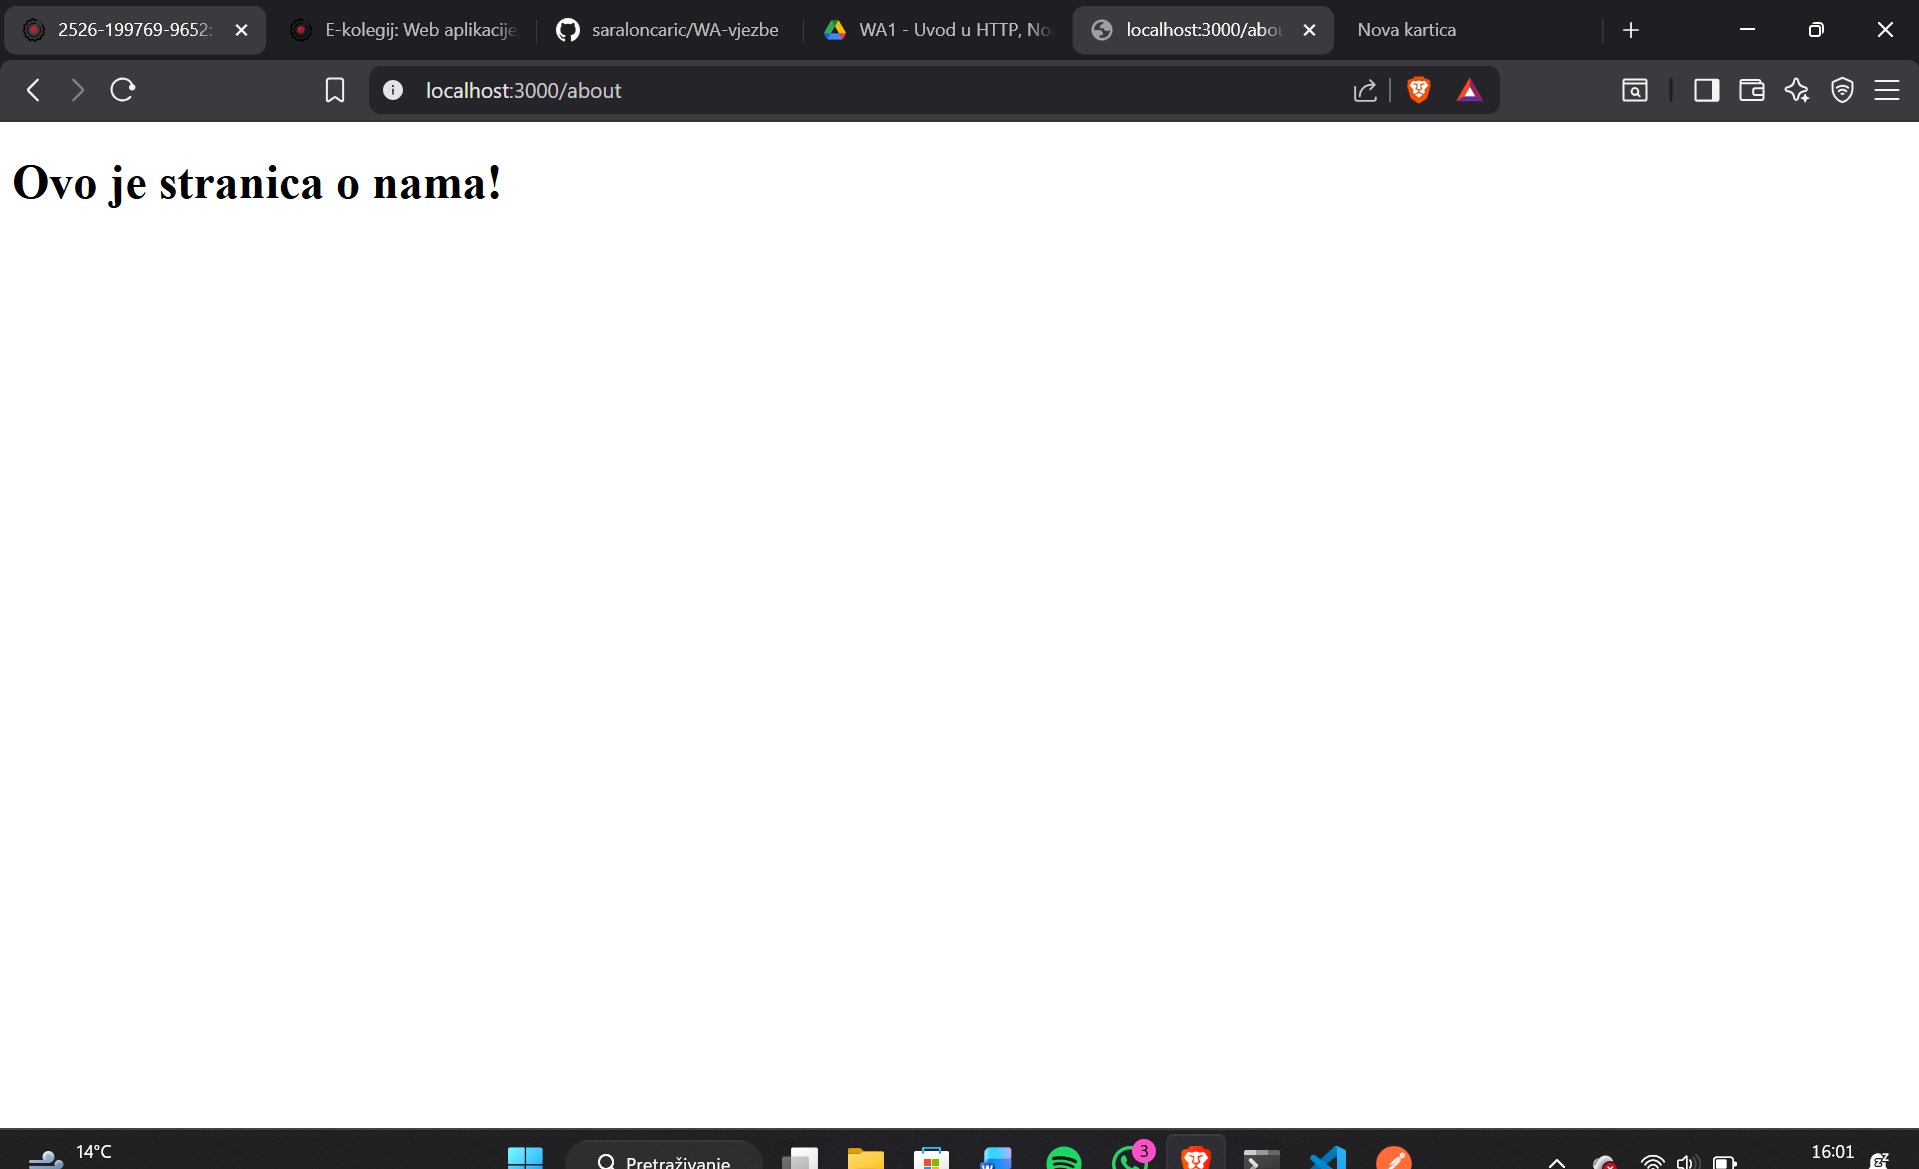 2526-199769-9652
E-kolegij: Web aplikacije
saraloncaric/WA-vjezbe
WA1 - Uvod u HTTP, No
localhost:3000/abou
Nova kartica
localhost:3000/about
Ovo je stranica o nama!
14°C
Pretraživanje
3
16:01